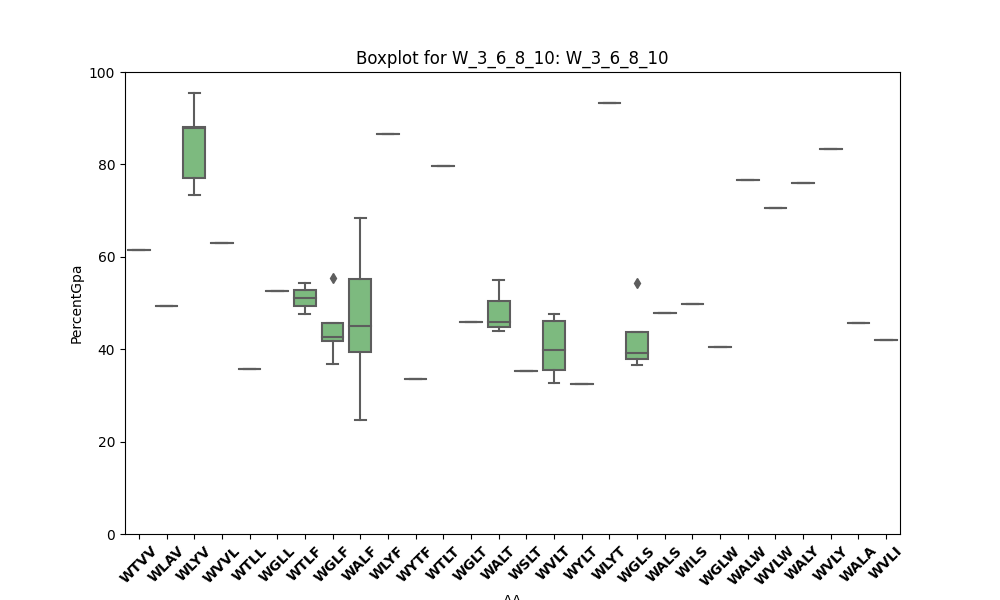 Boxplot for W_3_6_8_10: W_3_6_8_10
100
80
60
40
20
0
PercentGpa
WTVV WLAV WLYV WVVL WTLL WGLL WTLF WGLF WALF WLYF WYTF WTLT WGLT WALT WSLT WVLT WYLT WLYT WGLS WALS WILS WGLW WALW WVLW WALY WVLY WALA WVLI
AA